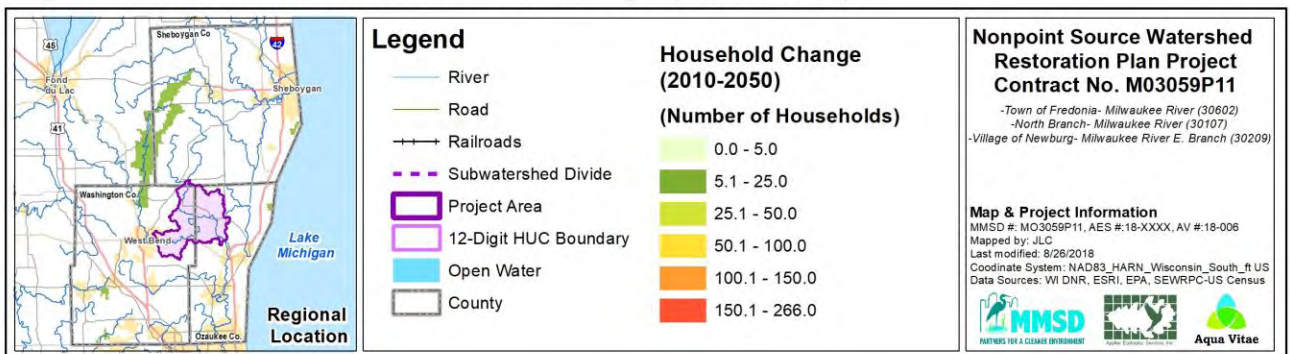 Sheboygan Co
42
45
Fond
du Lac
Sheboygan
41
Washington Co.
West Bend
Lake
Michigan
Ozaukee Co.
Regional
Location
Legend
River
Road
Railroads
Subwatershed Divide
Project Area
12-Digit HUC Boundary
Open Water
County
Household Change
(2010-2050)
(Number of Households)
0.0 - 5.0
5.1 - 25.0
25.1 - 50.0
50.1 - 100.0
100.1 - 150.0
150.1 - 266.0
Nonpoint Source Watershed
Restoration Plan Project
Contract No. M03059P11
-Town of Fredonia- Milwaukee River (30602)
-North Branch- Milwaukee River (30107)
-Village of Newburg- Milwaukee River E. Branch (30209)
Map & Project Information
MMSD #: MO3059P11, AES #:18-XXXX, AV #:18-006
Mapped by: JLC
Last modified: 8/26/2018
Coodinate System: NAD83_HARN_Wisconsin_South_ft US
Data Sources: WI DNR, ESRI, EPA, SEWRPC-US Census
MMSD
PARTNERS FOR A CLEANER ENVIRONMENT
Applied Ecological Services, Inc.
Aqua Vitae